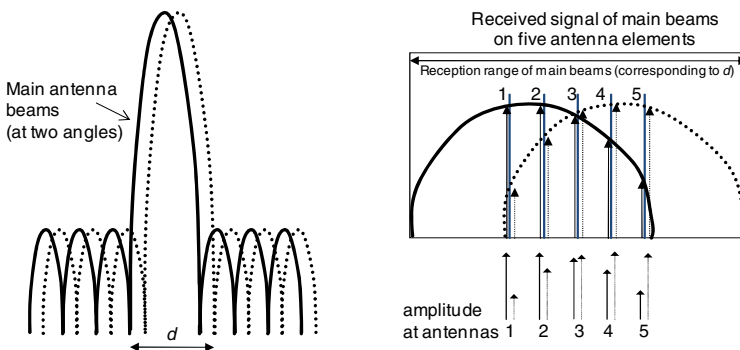 Main antenna
beams
(at two angles)
d
Received signal of main beams
on five antenna elements
Reception range of main beams (corresponding to d)
1 2 3 4 5
amplitude
at antennas 1 2 3 4 5